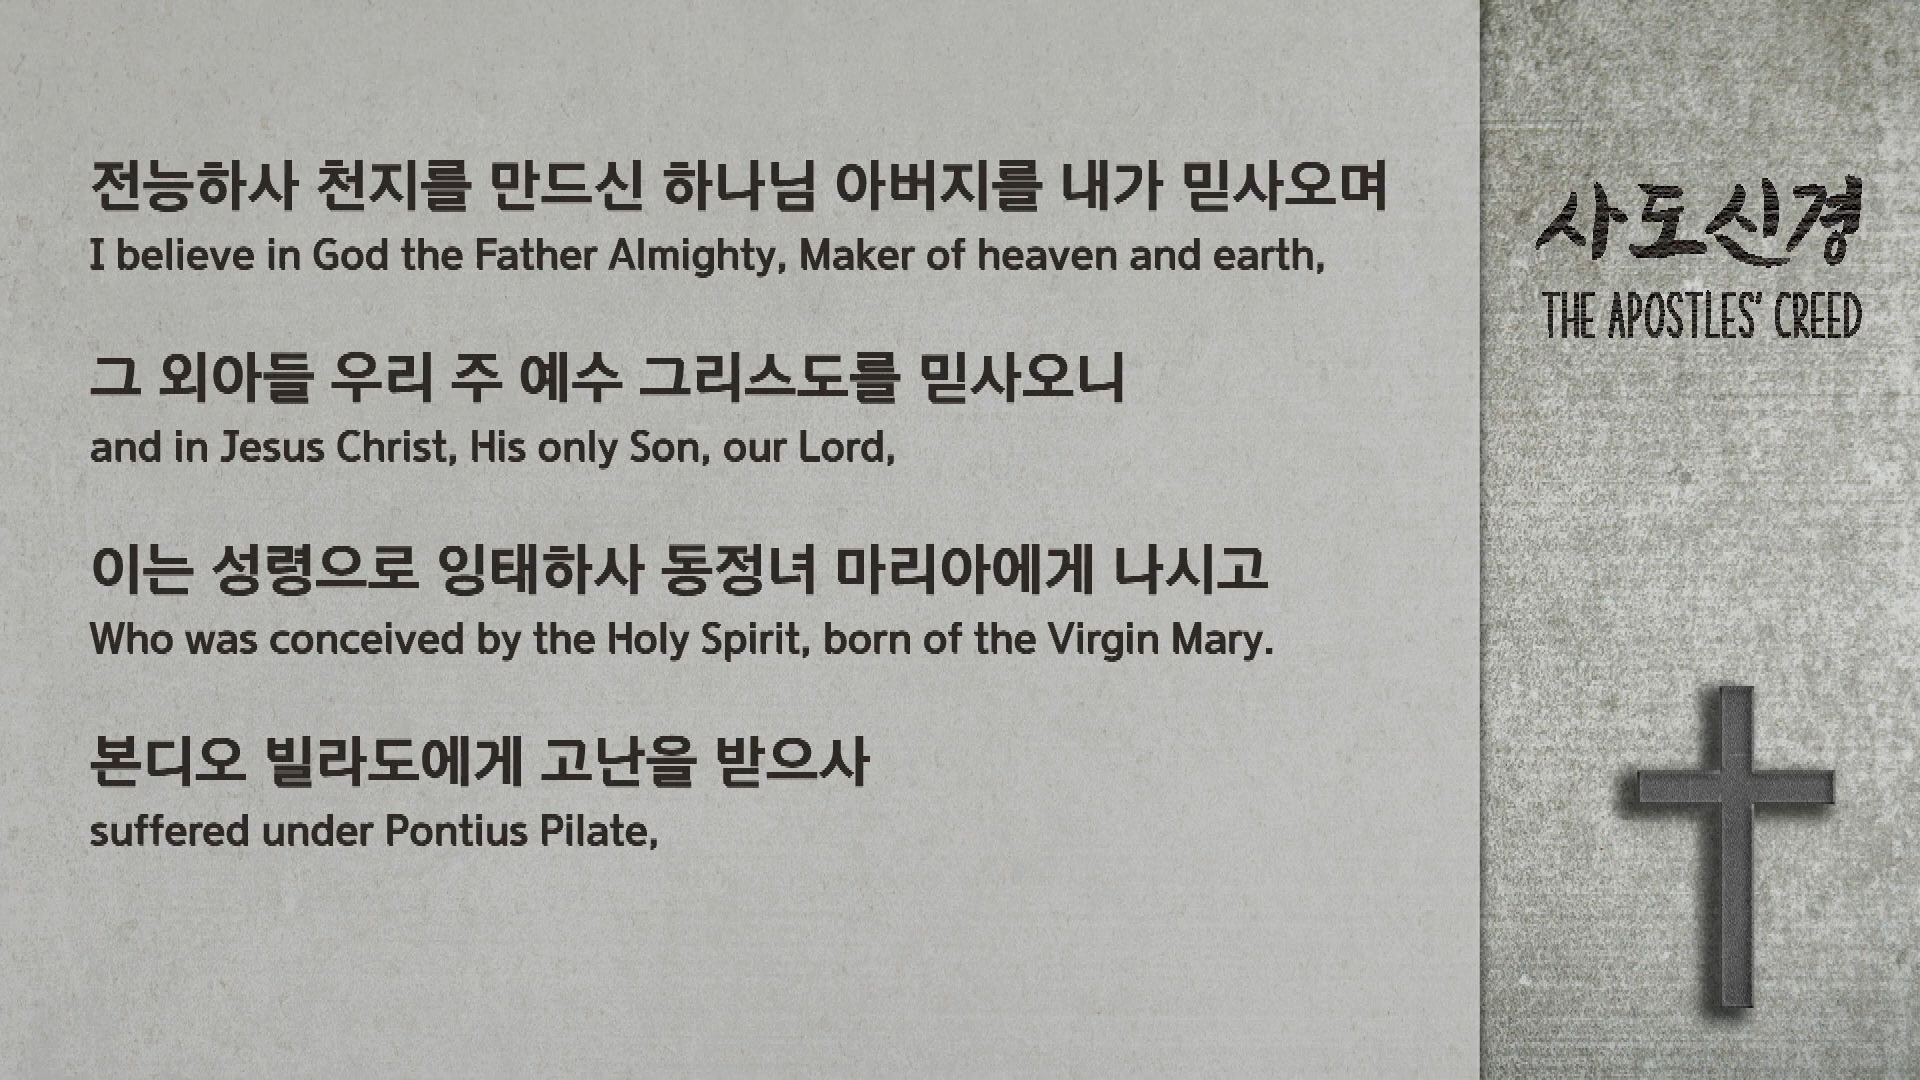 전능하사 천지를 만드신 하나님 아버지를 내가 믿사오며
I believe in God the Father Almighty, Maker of heaven and earth,
그 외아들 우리 주 예수 그리스도를 믿사오니
and in Jesus Christ, His only Son, our Lord,
이는 성령으로 잉태하사 동정녀 마리아에게 나시고
Who was conceived by the Holy Spirit, born of the Virgin Mary.
본디오 빌라도에게 고난을 받으사
suffered under Pontius Pilate,
사도신경
THE APOSTLES' CREED